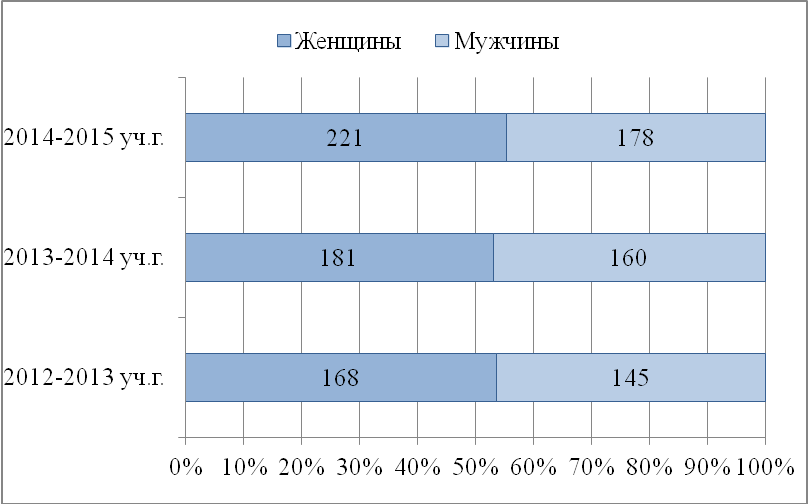 Женщины Мужчины
2014-2015 уч.г. 221 178
2013-2014 уч.г. 181 160
2012-2013 уч.г. 168 145
0% 10% 20% 30% 40% 50% 60% 70% 80% 90% 100%